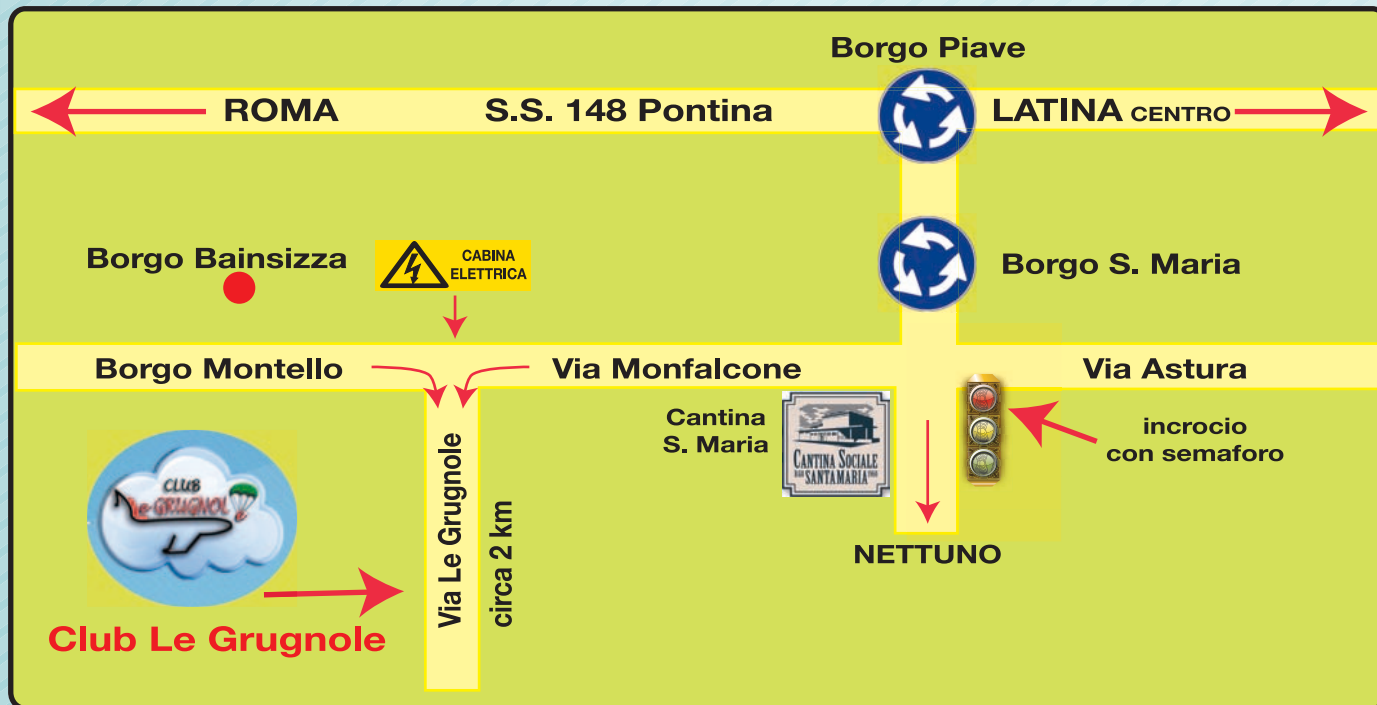 Borgo Piave
ROMA
S.S. 148 Pontina
LATINA CENTRO
Borgo Bainsizza
CABINA
ELETTRICA
Borgo S. Maria
Borgo Montello
Via Monfalcone
Via Astura
Cantina
S. Maria
CANTINA SOCIALE
SANTAMARIA
incrocio
con semaforo
CLUB
le GRUGNOLE
Via Le Grugnole
circa 2 km
NETTUNO
Club Le Grugnole